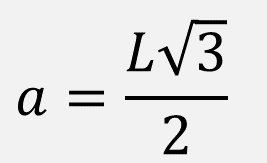 a = L√3/2